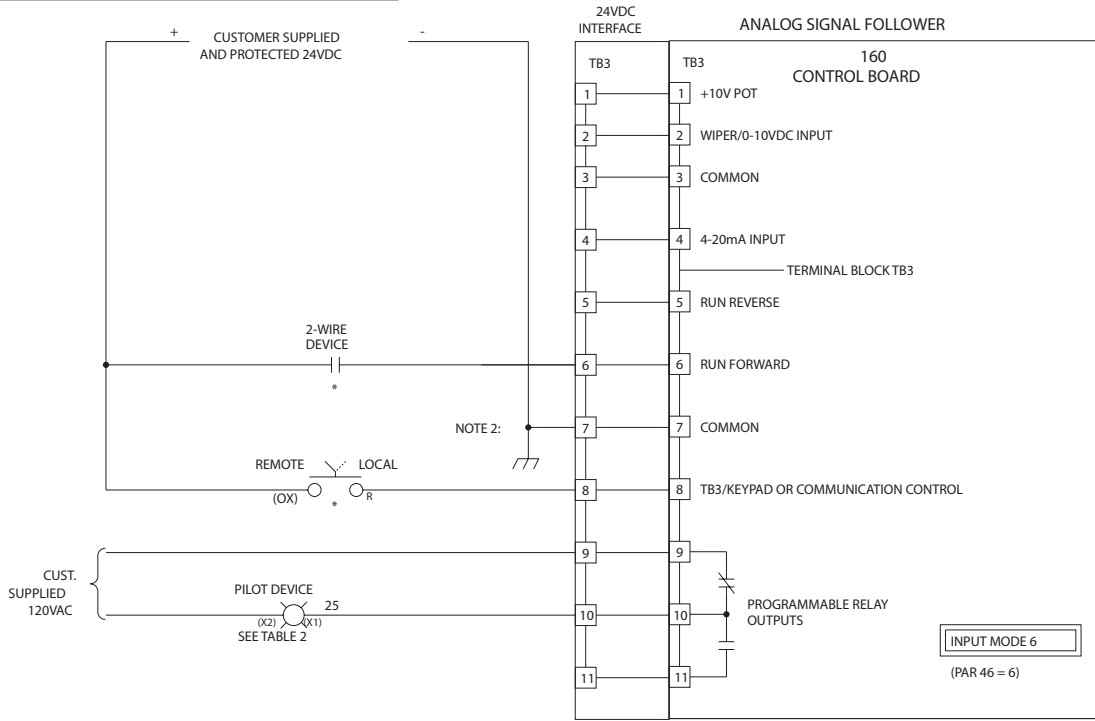 24VDC
INTERFACE
ANALOG SIGNAL FOLLOWER
+ CUSTOMER SUPPLIED -
AND PROTECTED 24VDC
160
CONTROL BOARD
TB3 TB3
1 1 +10V POT
2 2 WIPER/0-10VDC INPUT
3 3 COMMON
4 4 4-20mA INPUT
TERMINAL BLOCK TB3
5 5 RUN REVERSE
2-WIRE
DEVICE
*
6 6 RUN FORWARD
NOTE 2: 7 7 COMMON
REMOTE LOCAL
(OX) * R
8 8 TB3/KEYPAD OR COMMUNICATION CONTROL
9 9
CUST.
SUPPLIED
120VAC
PILOT DEVICE
25
(X2) (X1)
SEE TABLE 2
10 10
PROGRAMMABLE RELAY
OUTPUTS
11 11
INPUT MODE 6
(PAR 46 = 6)